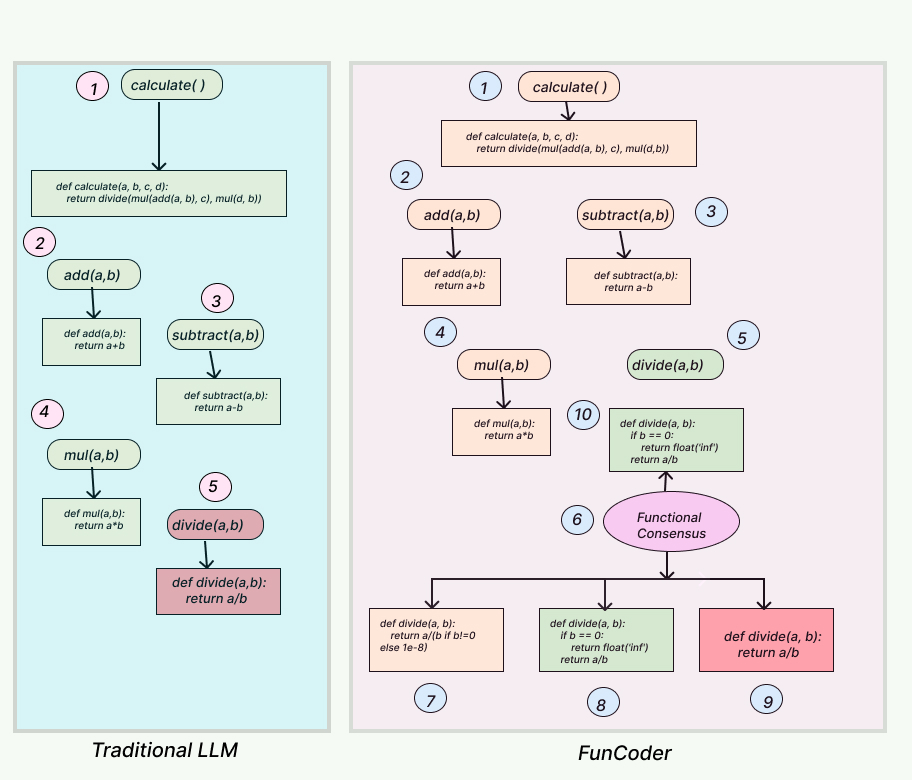 1
calculate( )
def calculate(a, b, c, d):
return divide(mul(add(a, b), c), mul(d, b))
2
add(a,b)
def add(a,b):
return a+b
3
subtract(a,b)
def subtract(a,b):
return a-b
4
mul(a,b)
def mul(a,b):
return a*b
5
divide(a,b)
def divide(a,b):
return a/b
Traditional LLM
1
calculate( )
def calculate(a, b, c, d):
return divide(mul(add(a, b), c), mul(d,b))
2
add(a,b)
def add(a,b):
return a+b
3
subtract(a,b)
def subtract(a,b):
return a-b
4
mul(a,b)
def mul(a,b):
return a*b
5
divide(a,b)
10
def divide(a, b):
if b == 0:
return float('inf')
return a/b
6
Functional
Consensus
def divide(a, b):
return a/(b if b!=0
else 1e-8)
7
def divide(a, b):
if b == 0:
return float('inf')
return a/b
8
def divide(a, b):
return a/b
9
FunCoder